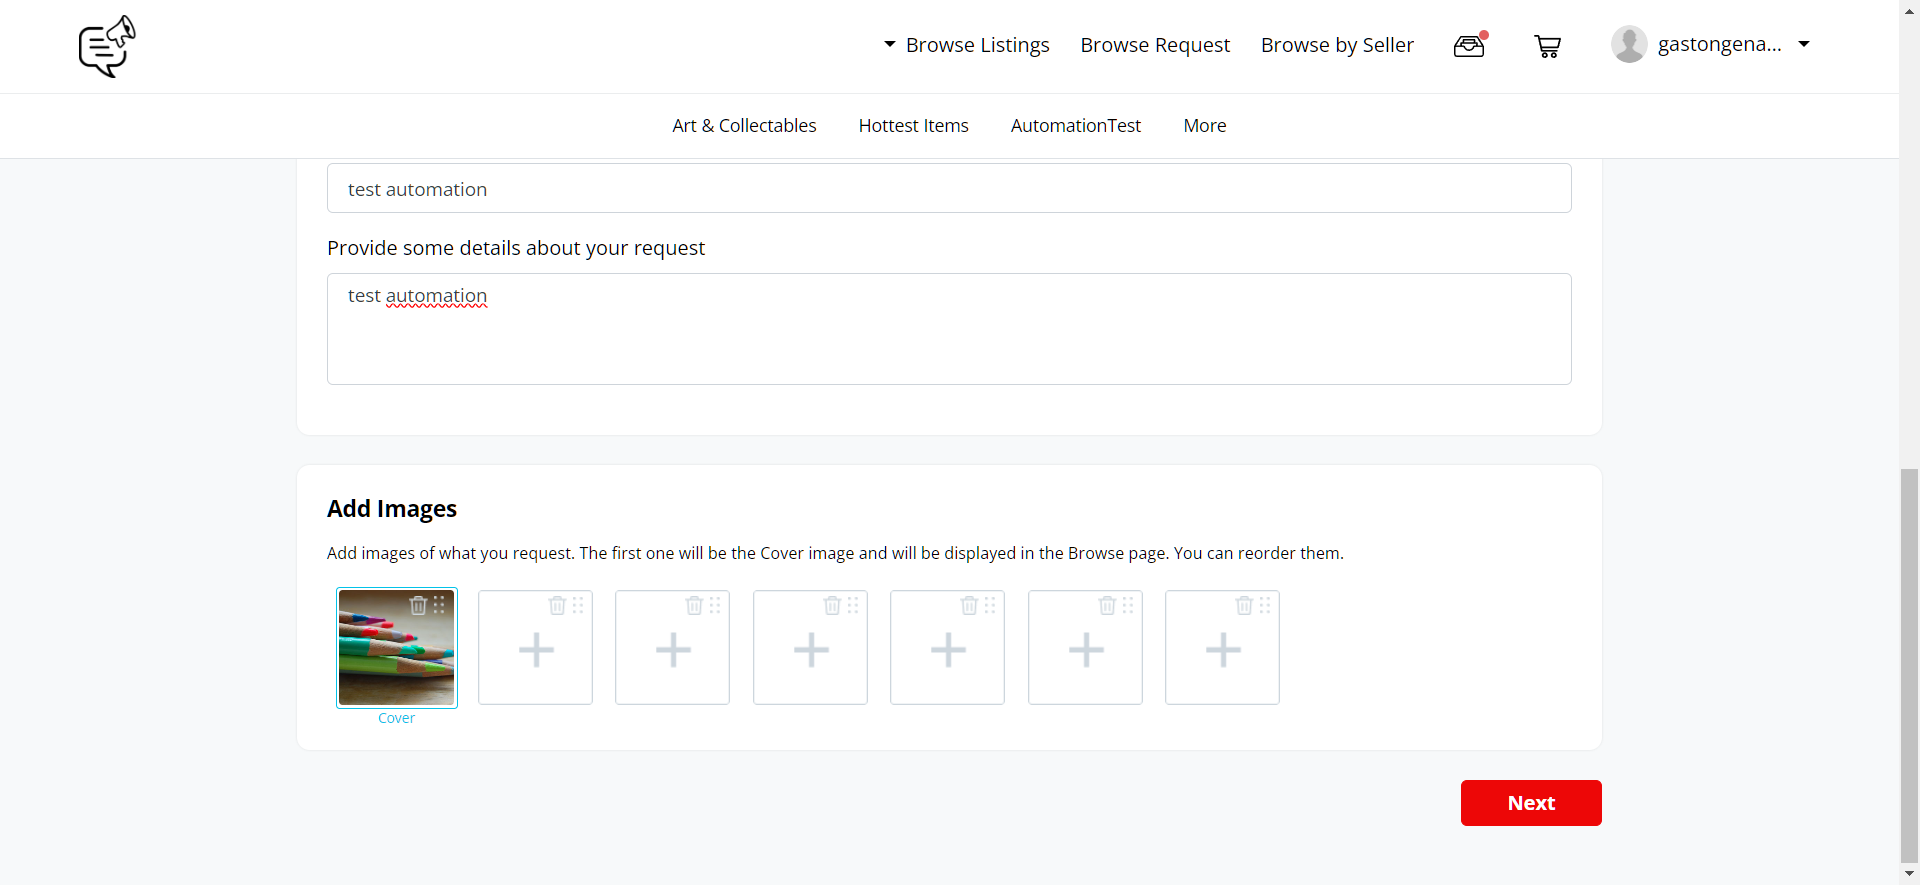 Browse Listings Browse Request Browse by Seller gastongena...
Art & Collectables Hottest Items AutomationTest More
test automation
Provide some details about your request
test automation
Add Images
Add images of what you request. The first one will be the Cover image and will be displayed in the Browse page. You can reorder them.
Cover
Next